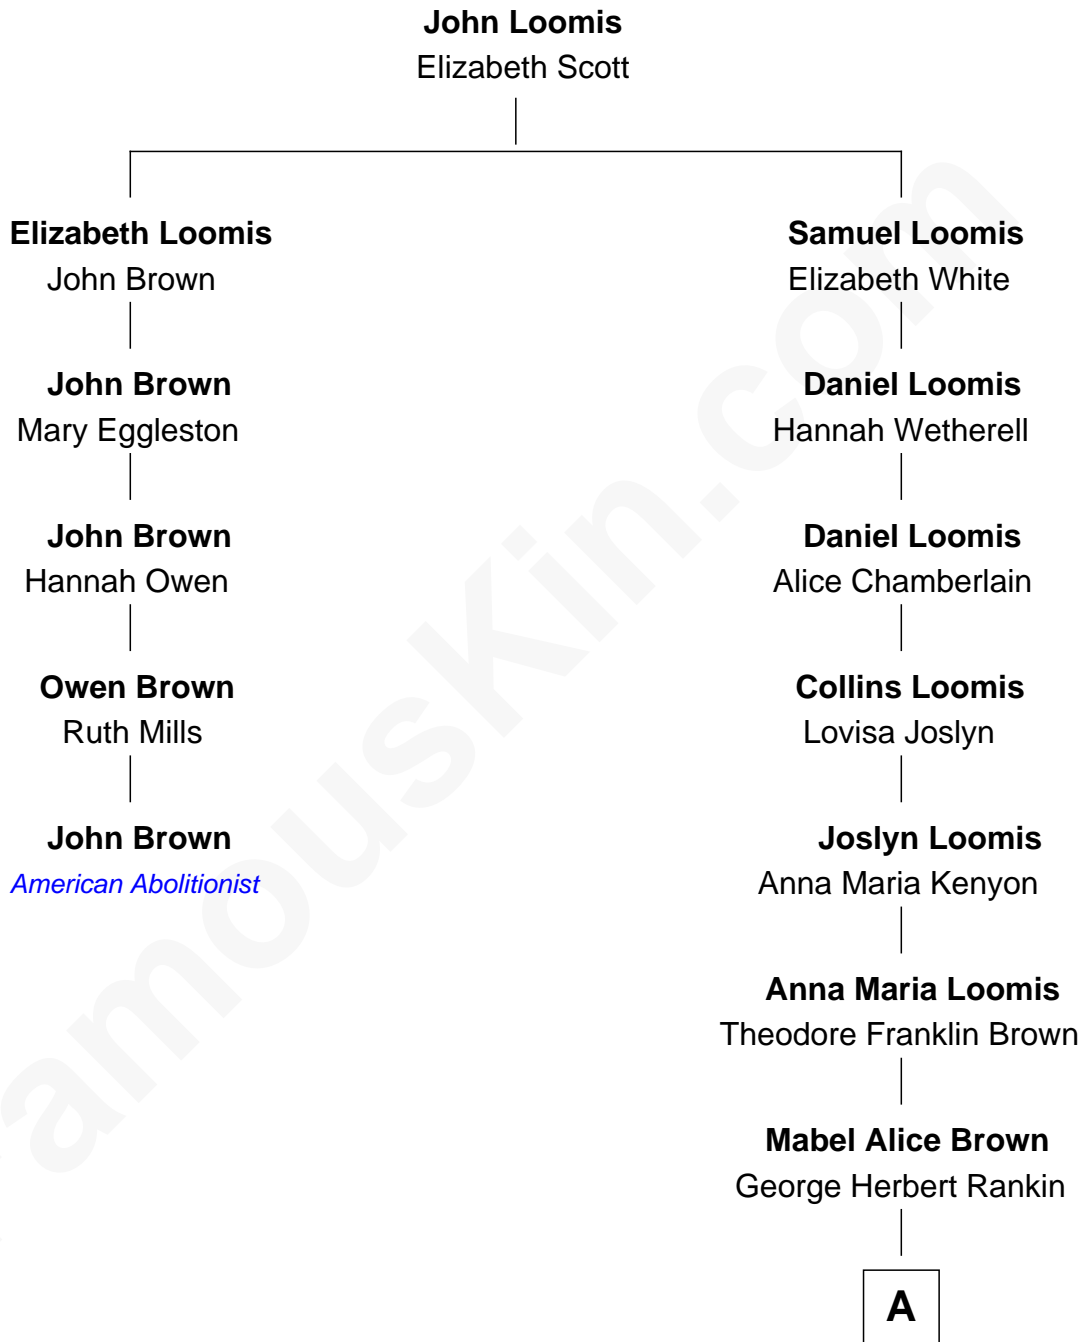 John Loomis
Elizabeth Scott
Elizabeth Loomis
John Brown
John Brown
Mary Eggleston
John Brown
Hannah Owen
Owen Brown
Ruth Mills
John Brown
American Abolitionist
Samuel Loomis
Elizabeth White
Daniel Loomis
Hannah Wetherell
Daniel Loomis
Alice Chamberlain
Collins Loomis
Lovisa Joslyn
Joslyn Loomis
Anna Maria Kenyon
Anna Maria Loomis
Theodore Franklin Brown
Mabel Alice Brown
George Herbert Rankin
A
amouskin.com